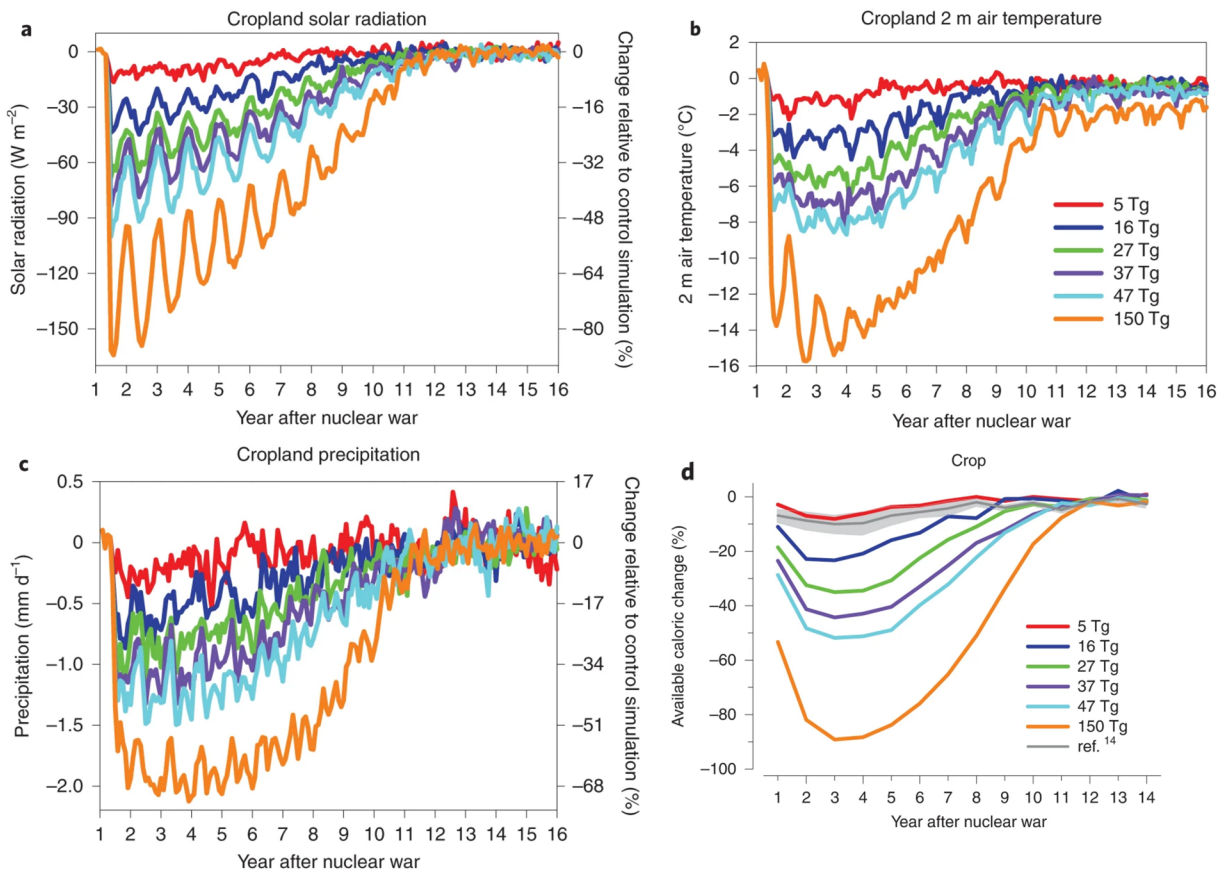 a
Cropland solar radiation
Solar radiation (W m−2)
0
−30
−60
−90
−120
−150
0
−16
−32
−48
−64
−80
Change relative to control simulation (%)
1 2 3 4 5 6 7 8 9 10 11 12 13 14 15 16
Year after nuclear war
b
Cropland 2 m air temperature
2 m air temperature (°C)
2
0
−2
−4
−6
−8
−10
−12
−14
−16
5 Tg
16 Tg
27 Tg
37 Tg
47 Tg
150 Tg
1 2 3 4 5 6 7 8 9 10 11 12 13 14 15 16
Year after nuclear war
c
Cropland precipitation
Precipitation (mm d−1)
0.5
0
−0.5
−1.0
−1.5
−2.0
17
0
−17
−34
−51
−68
Change relative to control simulation (%)
1 2 3 4 5 6 7 8 9 10 11 12 13 14 15 16
Year after nuclear war
d
Crop
Available caloric change (%)
0
−20
−40
−60
−80
−100
5 Tg
16 Tg
27 Tg
37 Tg
47 Tg
150 Tg
ref. 14
1 2 3 4 5 6 7 8 9 10 11 12 13 14
Year after nuclear war